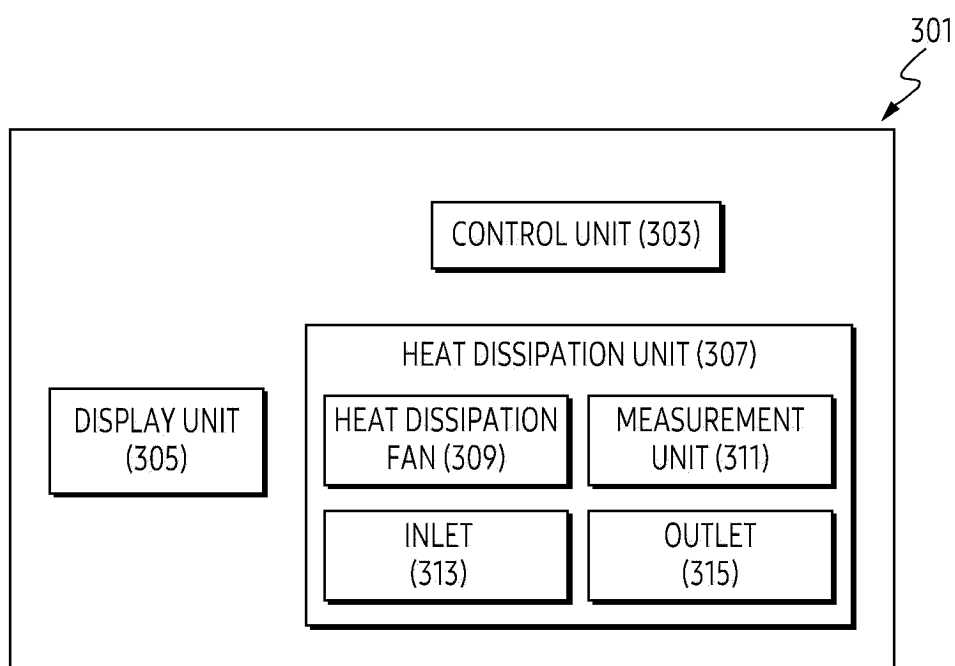 301
CONTROL UNIT (303)
HEAT DISSIPATION UNIT (307)
DISPLAY UNIT
(305)
HEAT DISSIPATION
FAN (309)
MEASUREMENT
UNIT (311)
INLET
(313)
OUTLET
(315)